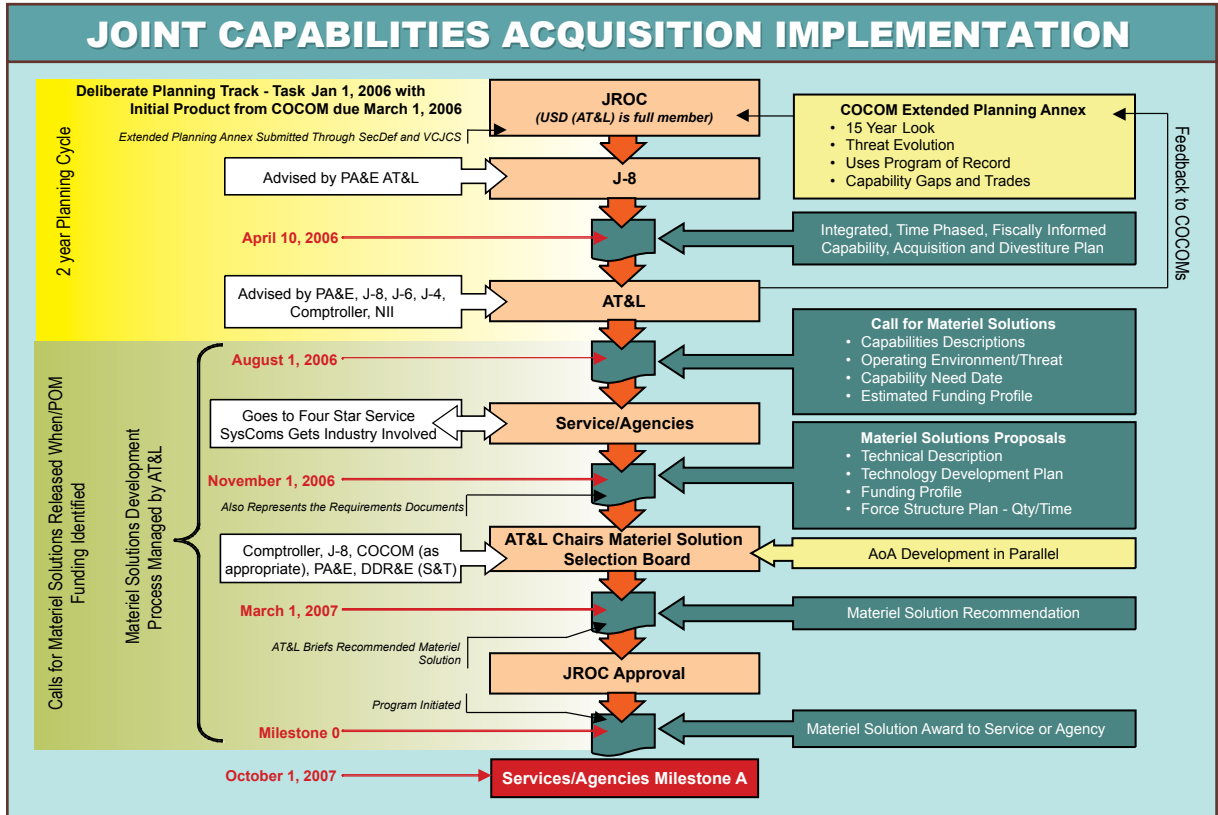 JOINT CAPABILITIES ACQUISITION IMPLEMENTATION
Deliberate Planning Track - Task Jan 1, 2006 with
Initial Product from COCOM due March 1, 2006
Extended Planning Annex Submitted Through SecDef and VCJCS
JROC
(USD (AT&L) is full member)
COCOM Extended Planning Annex
• 15 Year Look
• Threat Evolution
• Uses Program of Record
• Capability Gaps and Trades
Feedback to COCOMs
2 year Planning Cycle
Advised by PA&E AT&L
J-8
April 10, 2006
Integrated, Time Phased, Fiscally Informed
Capability, Acquisition and Divestiture Plan
Advised by PA&E, J-8, J-6, J-4,
Comptroller, NII
AT&L
Calls for Materiel Solutions Released When/POM
Funding Identified
Materiel Solutions Development
Process Managed by AT&L
August 1, 2006
Call for Materiel Solutions
• Capabilities Descriptions
• Operating Environment/Threat
• Capability Need Date
• Estimated Funding Profile
Goes to Four Star Service
SysComs Gets Industry Involved
Service/Agencies
November 1, 2006
Also Represents the Requirements Documents
Materiel Solutions Proposals
• Technical Description
• Technology Development Plan
• Funding Profile
• Force Structure Plan - Qty/Time
Comptroller, J-8, COCOM (as
appropriate), PA&E, DDR&E (S&T)
AT&L Chairs Materiel Solution
Selection Board
AoA Development in Parallel
March 1, 2007
AT&L Briefs Recommended Materiel
Solution
Materiel Solution Recommendation
JROC Approval
Program Initiated
Milestone 0
Materiel Solution Award to Service or Agency
October 1, 2007
Services/Agencies Milestone A